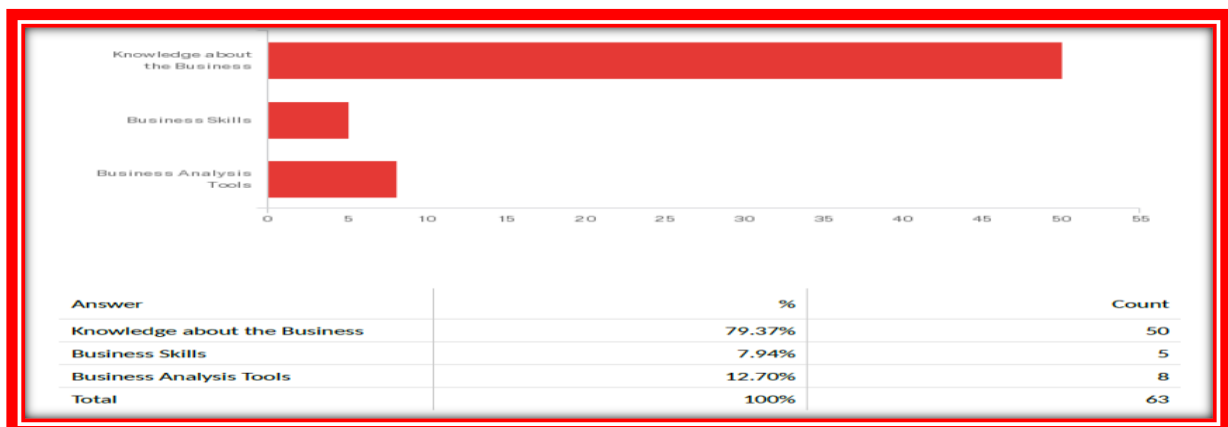 Knowledge about
the Business
Business Skills
Business Analysis
Tools
0 5 10 15 20 25 30 35 40 45 50 55
Answer % Count
Knowledge about the Business 79.37% 50
Business Skills 7.94% 5
Business Analysis Tools 12.70% 8
Total 100% 63